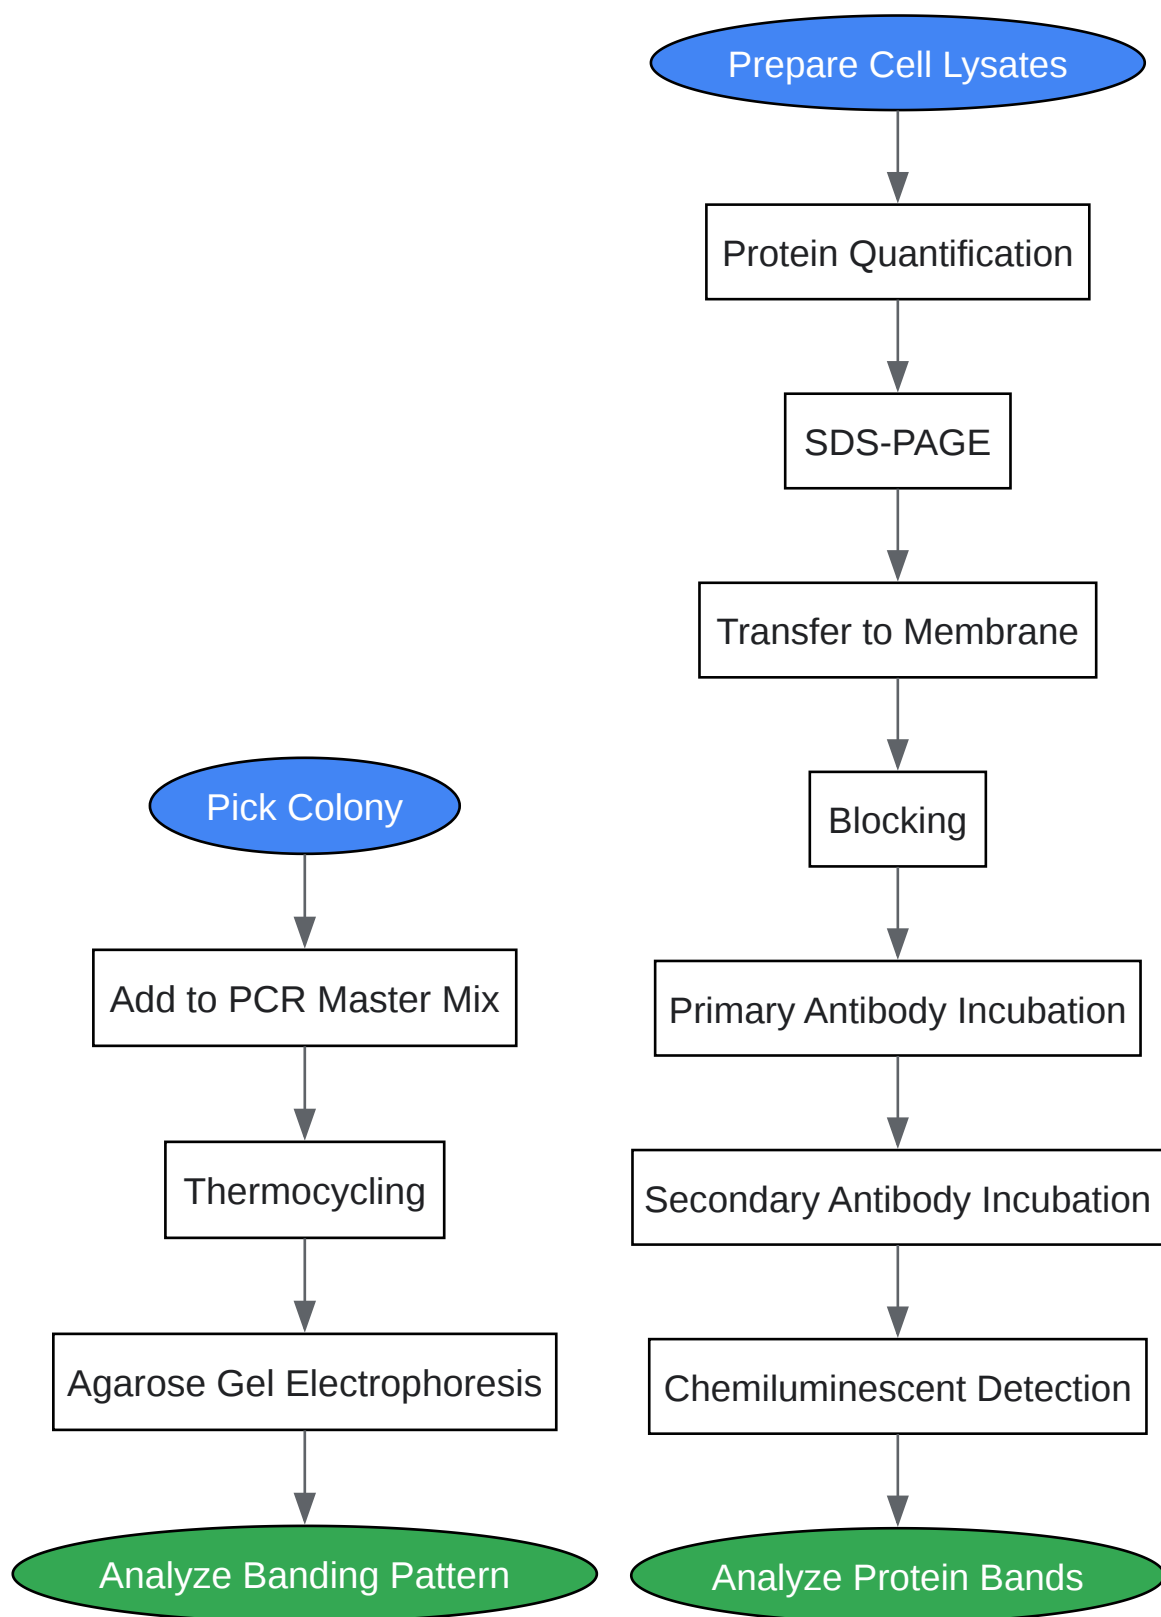 Prepare Cell Lysates
Protein Quantification
SDS-PAGE
Transfer to Membrane
Blocking
Primary Antibody Incubation
Secondary Antibody Incubation
Chemiluminescent Detection
Analyze Protein Bands
Pick Colony
Add to PCR Master Mix
Thermocycling
Agarose Gel Electrophoresis
Analyze Banding Pattern